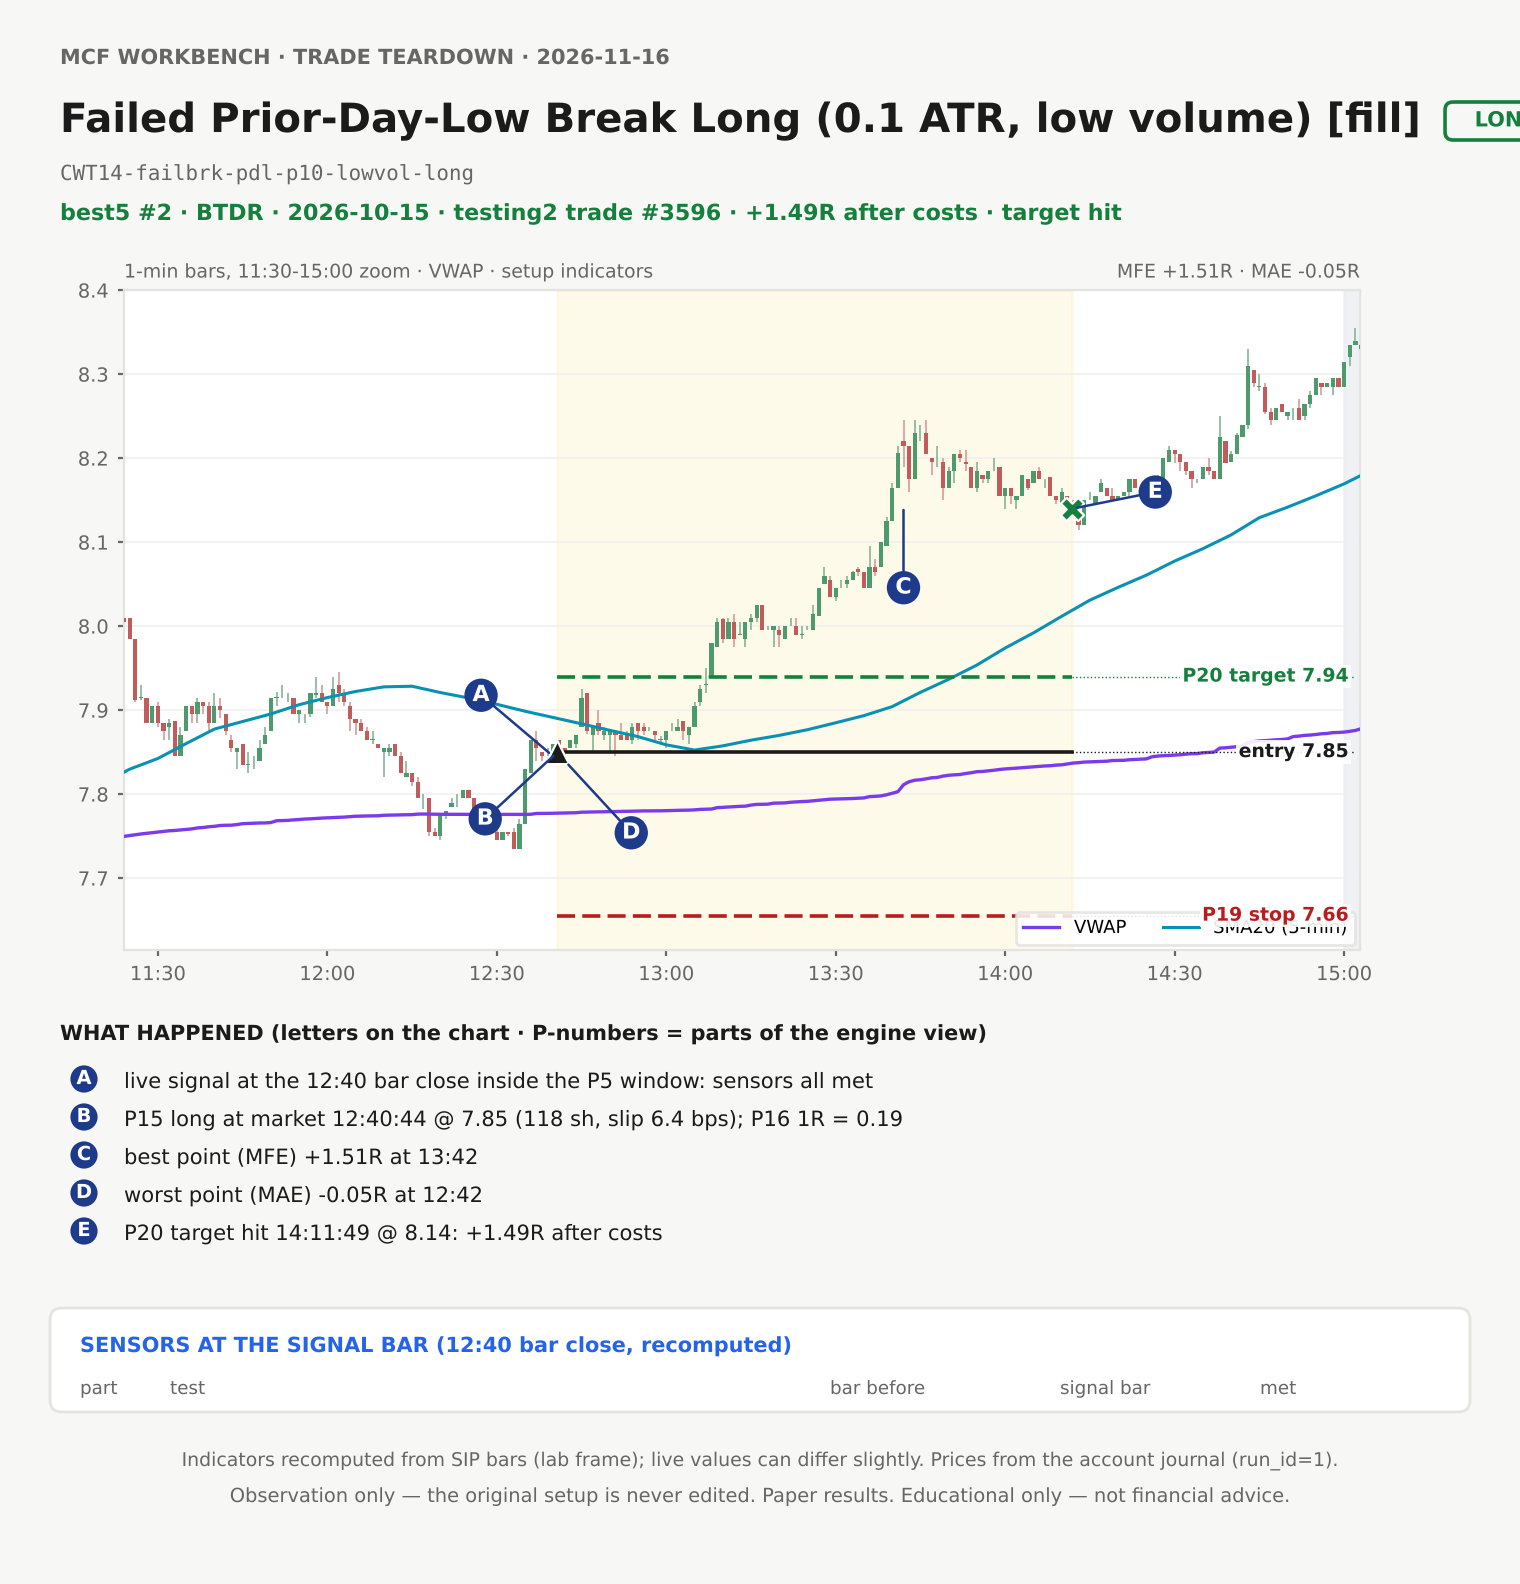 MCF WORKBENCH · TRADE TEARDOWN · 2026-11-16
Failed Prior-Day-Low Break Long (0.1 ATR, low volume) [fill] LON
CWT14-failbrk-pdl-p10-lowvol-long
best5 #2 · BTDR · 2026-10-15 · testing2 trade #3596 · +1.49R after costs · target hit
1-min bars, 11:30-15:00 zoom · VWAP · setup indicators MFE +1.51R · MAE -0.05R
8.4
8.3
8.2
8.1
8.0
7.9
7.8
7.7
A
B
C
D
E
P20 target 7.94
entry 7.85
P19 stop 7.66
VWAP SMA20 (5-min)
11:30 12:00 12:30 13:00 13:30 14:00 14:30 15:00
WHAT HAPPENED (letters on the chart · P-numbers = parts of the engine view)
A live signal at the 12:40 bar close inside the P5 window: sensors all met
B P15 long at market 12:40:44 @ 7.85 (118 sh, slip 6.4 bps); P16 1R = 0.19
C best point (MFE) +1.51R at 13:42
D worst point (MAE) -0.05R at 12:42
E P20 target hit 14:11:49 @ 8.14: +1.49R after costs
SENSORS AT THE SIGNAL BAR (12:40 bar close, recomputed)
part test bar before signal bar met
Indicators recomputed from SIP bars (lab frame); live values can differ slightly. Prices from the account journal (run_id=1).
Observation only — the original setup is never edited. Paper results. Educational only — not financial advice.